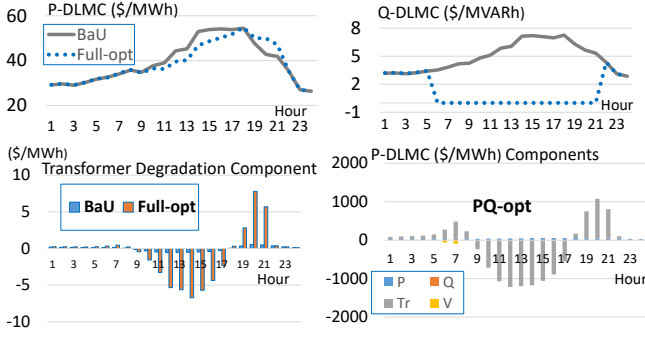 P-DLMC ($/MWh)
60
40
20
BaU
Full-opt
Hour
1 3 5 7 9 11 13 15 17 19 21 23
Q-DLMC ($/MVARh)
8
5
2
-1
Hour
1 3 5 7 9 11 13 15 17 19 21 23
($/MWh)
Transformer Degradation Component
10
5
0
-5
-10
BaU Full-opt
1 3 5 7 9 11 13 15 17 19 21 23
Hour
P-DLMC ($/MWh) Components
2000
1000
0
-1000
-2000
PQ-opt
1 3 5 7 9 11 13 15 17 19 21 23
Hour
P Q
Tr V